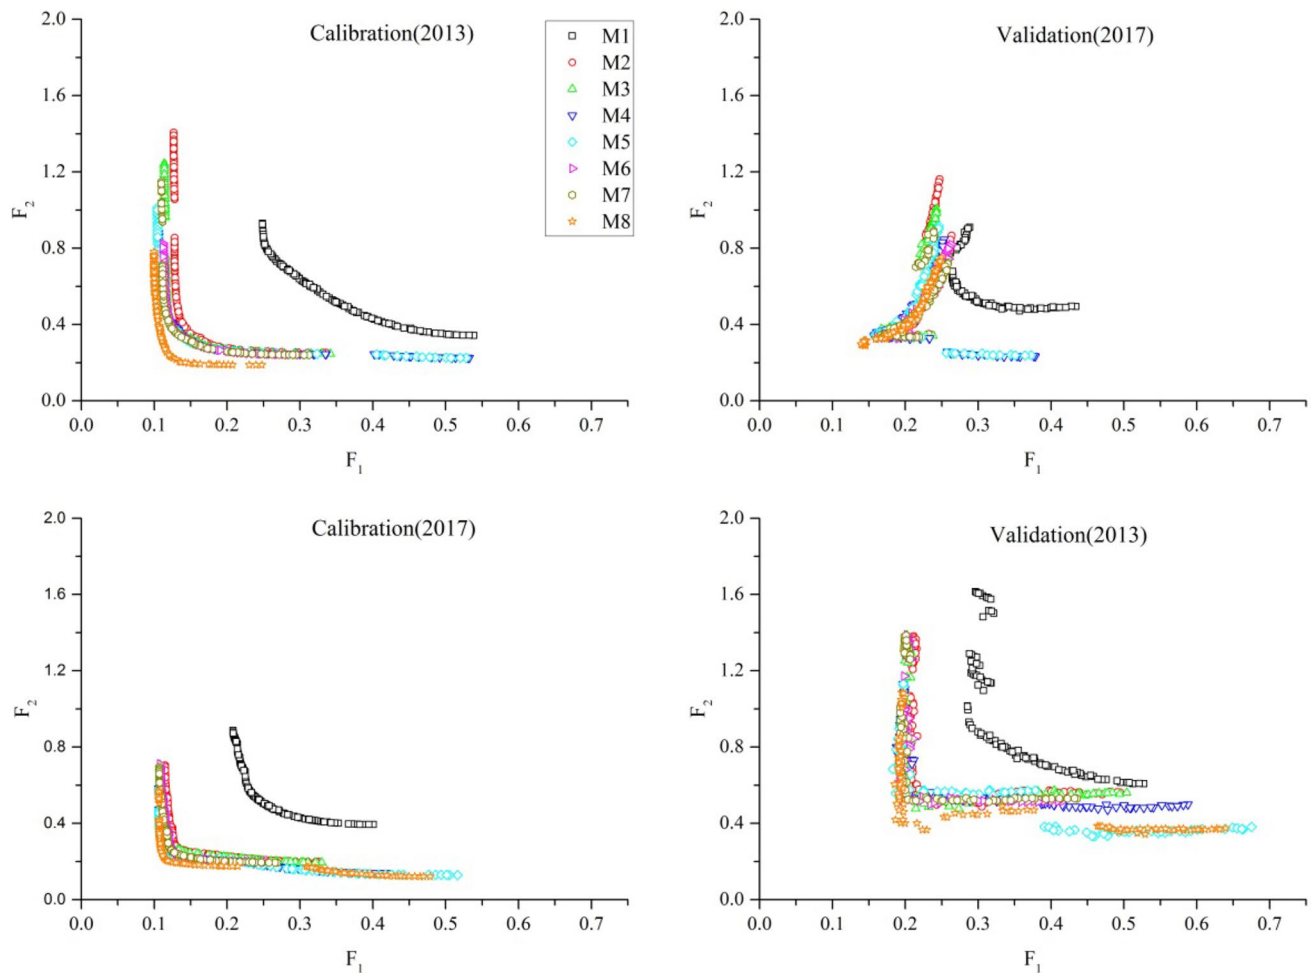 Calibration(2013)
M1
M2
M3
M4
M5
M6
M7
M8
2.0
1.6
1.2
0.8
0.4
0.0
F2
0.0 0.1 0.2 0.3 0.4 0.5 0.6 0.7
F1
Validation(2017)
2.0
1.6
1.2
0.8
0.4
0.0
F2
0.0 0.1 0.2 0.3 0.4 0.5 0.6 0.7
F1
Calibration(2017)
2.0
1.6
1.2
0.8
0.4
0.0
F2
0.0 0.1 0.2 0.3 0.4 0.5 0.6 0.7
F1
Validation(2013)
2.0
1.6
1.2
0.8
0.4
0.0
F2
0.0 0.1 0.2 0.3 0.4 0.5 0.6 0.7
F1